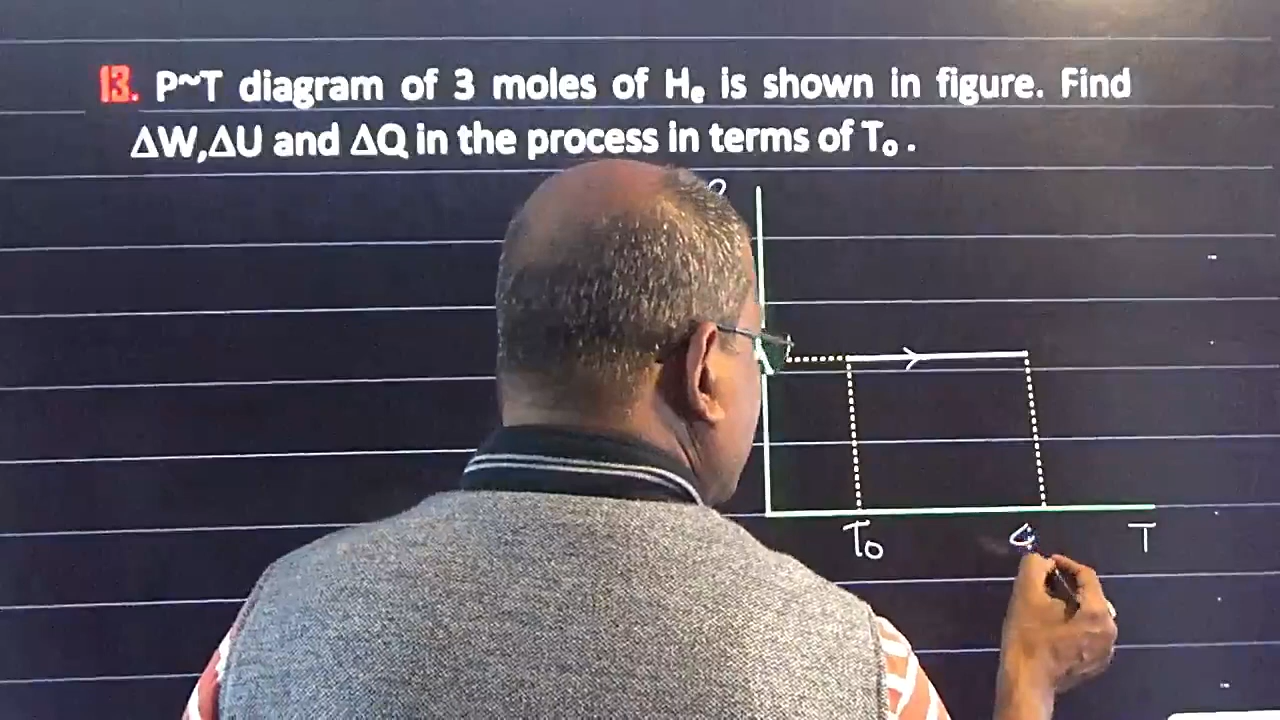 13. P~T diagram of 3 moles of He is shown in figure. Find
ΔW,ΔU and ΔQ in the process in terms of T₀.
T₀ T